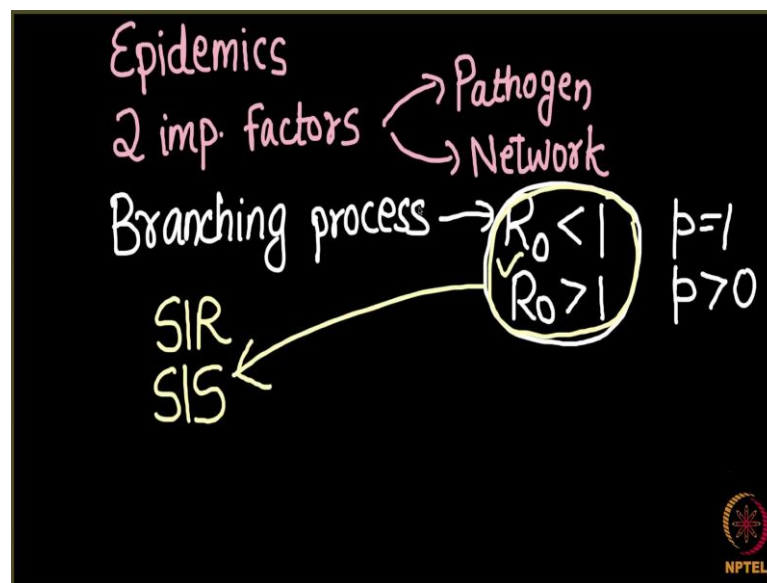 Epidemics
2 imp. factors → Pathogen
→ Network
Branching process → R₀ < 1 p=1
R₀ > 1 p>0
SIR
SIS
NPTEL